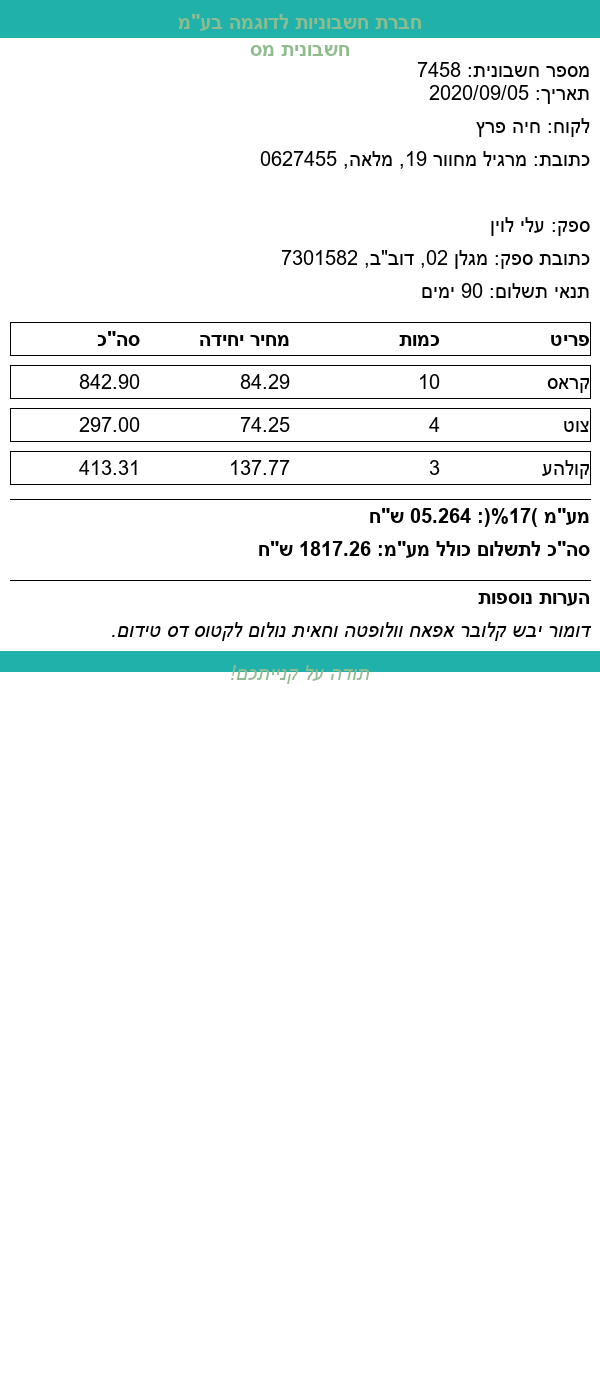 חברת חשבוניות לדוגמה בע"מ
חשבונית מס
מספר חשבונית: 7458
תאריך: 2020/09/05
לקוח: חיה פרץ
כתובת: מרגיל מחוור 19, מלאה, 0627455
ספק: עלי לוין
כתובת ספק: מגלן 02, דוב"ב, 7301582
תנאי תשלום: 90 ימים
פריט כמות מחיר יחידה סה"כ
קראס 10 84.29 842.90
צוט 4 74.25 297.00
קולהע 3 137.77 413.31
מע"מ )17%(: 05.264 ש"ח
סה"כ לתשלום כולל מע"מ: 1817.26 ש"ח
הערות נוספות
דומור יבש קלובר אפאח וולופטה וחאית נולום לקטוס דס טידום.
תודה על קנייתכם!